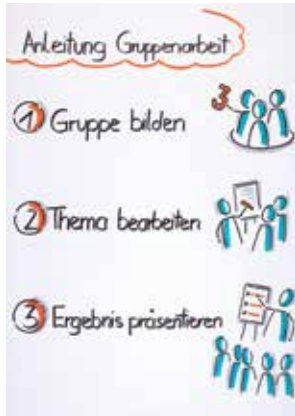 Anleitung Gruppenarbeit
1 Gruppe bilden
3
2 Thema bearbeiten
3 Ergebnis präsentieren